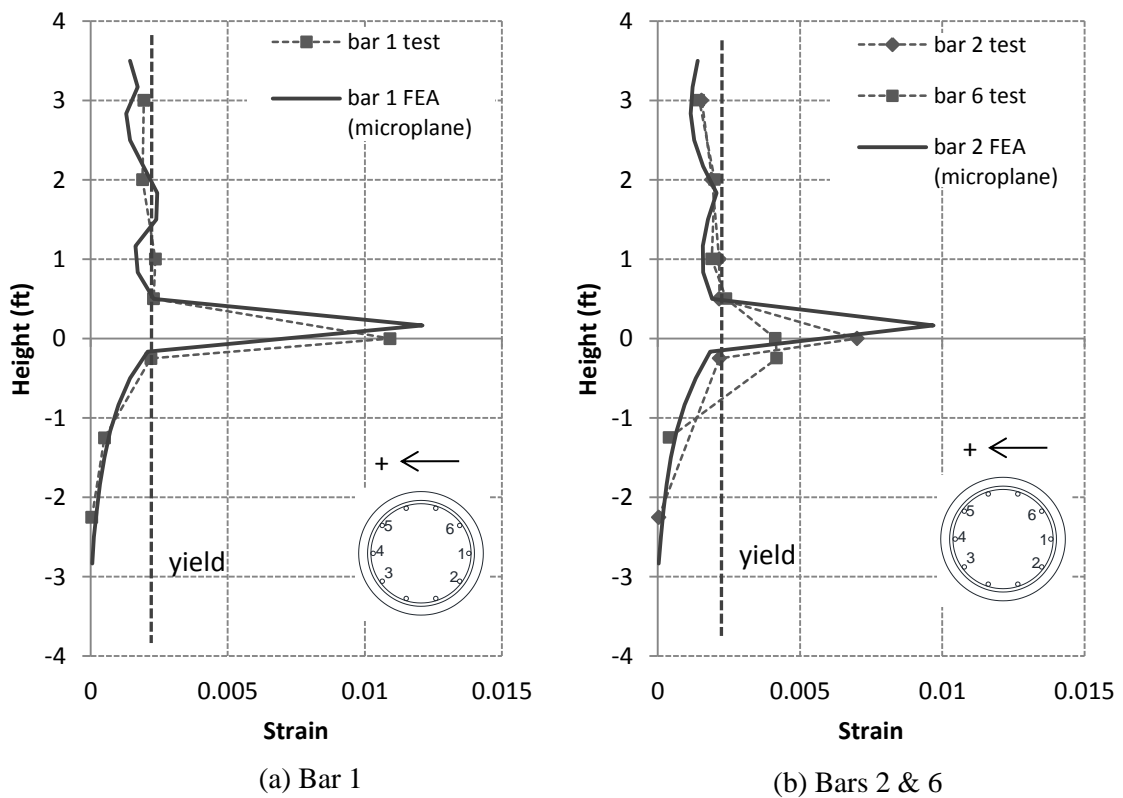 4
3
2
1
0
-1
-2
-3
-4
Height (ft)
0
0.005
0.01
0.015
Strain
bar 1 test
bar 1 FEA
(microplane)
yield
+
5
6
4
1
3
2
(a) Bar 1
4
3
2
1
0
-1
-2
-3
-4
Height (ft)
0
0.005
0.01
0.015
Strain
bar 2 test
bar 6 test
bar 2 FEA
(microplane)
yield
+
5
6
4
1
3
2
(b) Bars 2 & 6